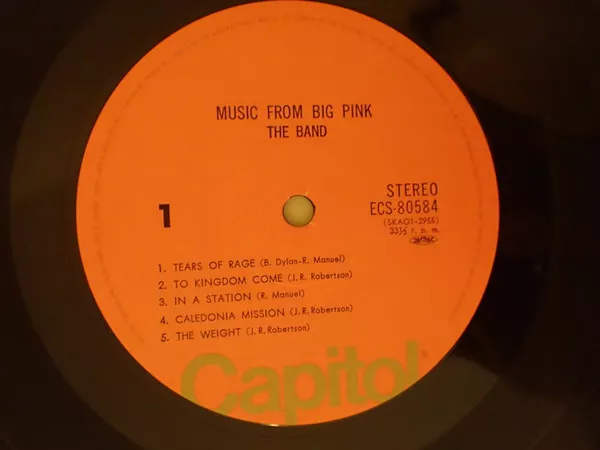 MUSIC FROM BIG PINK
THE BAND
1
STEREO
ECS-80584
(SKAO1-2955)
33⅓ r. p. m.
1. TEARS OF RAGE (B. Dylan-R. Manuel)
2. TO KINGDOM COME (J. R. Robertson)
3. IN A STATION (R. Manuel)
4. CALEDONIA MISSION (J. R. Robertson)
5. THE WEIGHT (J. R. Robertson)
Capitol